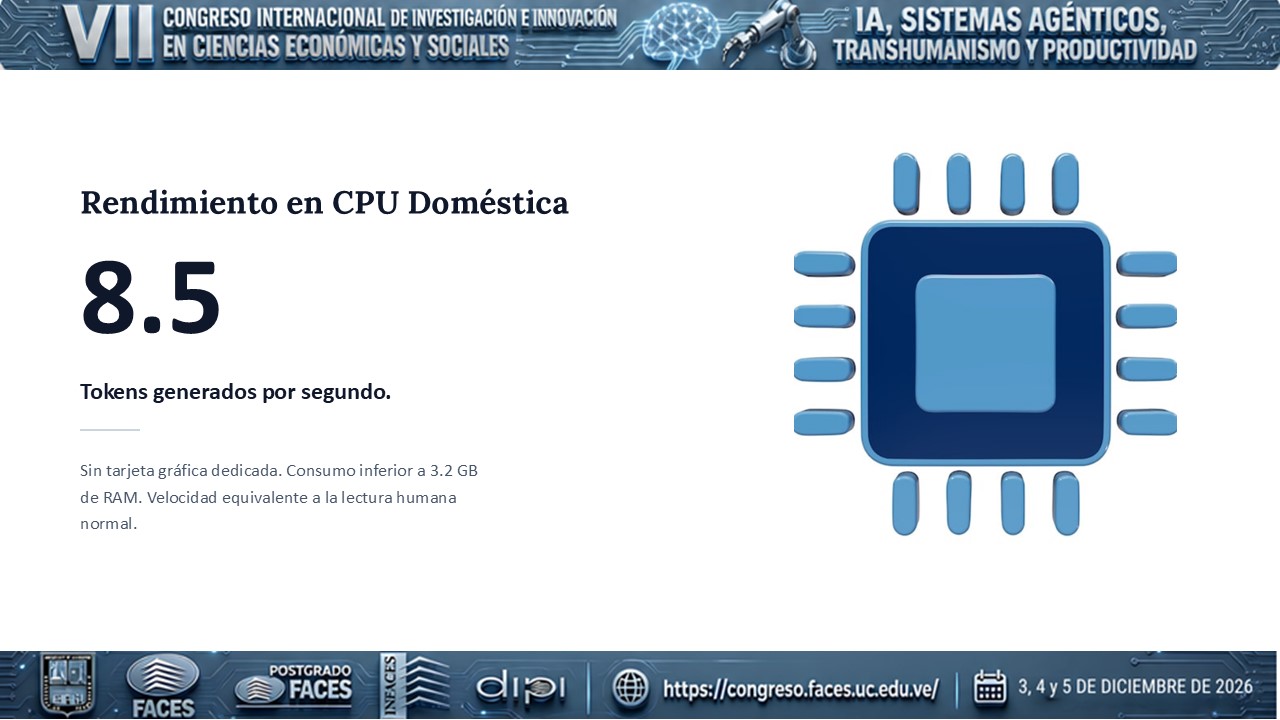 VII CONGRESO INTERNACIONAL DE INVESTIGACIÓN E INNOVACIÓN
EN CIENCIAS ECONÓMICAS Y SOCIALES
IA, SISTEMAS AGÉNTICOS,
TRANSHUMANISMO Y PRODUCTIVIDAD
Rendimiento en CPU Doméstica
8.5
Tokens generados por segundo.
Sin tarjeta gráfica dedicada. Consumo inferior a 3.2 GB
de RAM. Velocidad equivalente a la lectura humana
normal.
FACES
POSTGRADO
FACES
INFACES
dipi
https://congreso.faces.uc.edu.ve/
3, 4 y 5 DE DICIEMBRE DE 2026